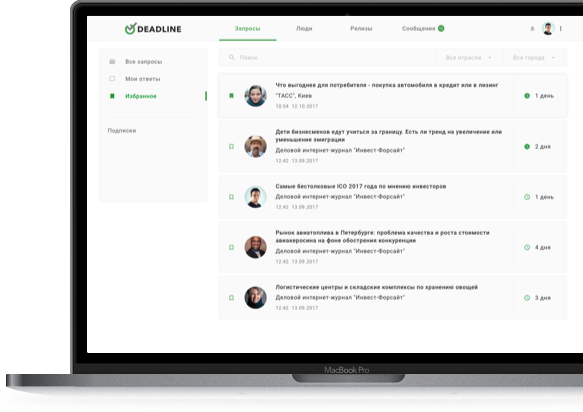 DEADLINE
Запросы
Люди
Релизы
Сообщения
Все запросы
Мои ответы
Избранное
Подписки
Поиск
Все отрасли
Все города
Что выгоднее для потребителя - покупка автомобиля в кредит или в лизинг
"ТАСС", Киев
10:54 12.10.2017
1 день
Дети бизнесменов едут учиться за границу. Есть ли тренд на увеличение или
уменьшение эмиграции
Деловой интернет-журнал "Инвест-Форсайт"
12:42 13.09.2017
2 дня
Самые бестолковые ICO 2017 года по мнению инвесторов
Деловой интернет-журнал "Инвест-Форсайт"
12:42 13.09.2017
1 день
Рынок авиатоплива в Петербурге: проблема качества и роста стоимости
авиакеросина на фоне обострения конкуренции
Деловой интернет-журнал "Инвест-Форсайт"
12:42 13.09.2017
4 дня
Логистические центры и складские комплексы по хранению овощей
Деловой интернет-журнал "Инвест-Форсайт"
12:42 13.09.2017
3 дня
MacBook Pro